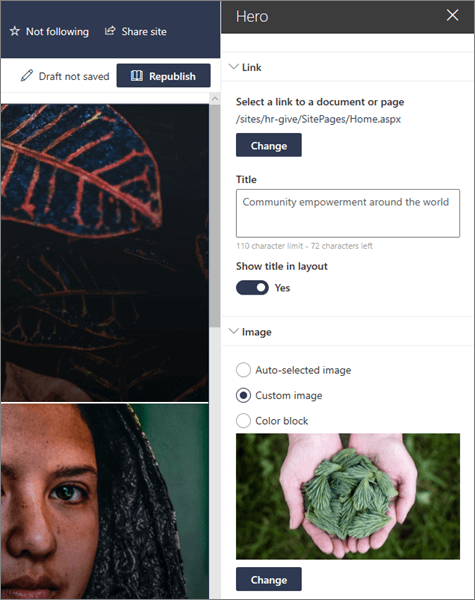 Not following
Share site
Draft not saved
Republish
Hero
Link
Select a link to a document or page
/sites/hr-give/SitePages/Home.aspx
Change
Title
Community empowerment around the world
110 character limit - 72 characters left
Show title in layout
Yes
Image
Auto-selected image
Custom image
Color block
Change